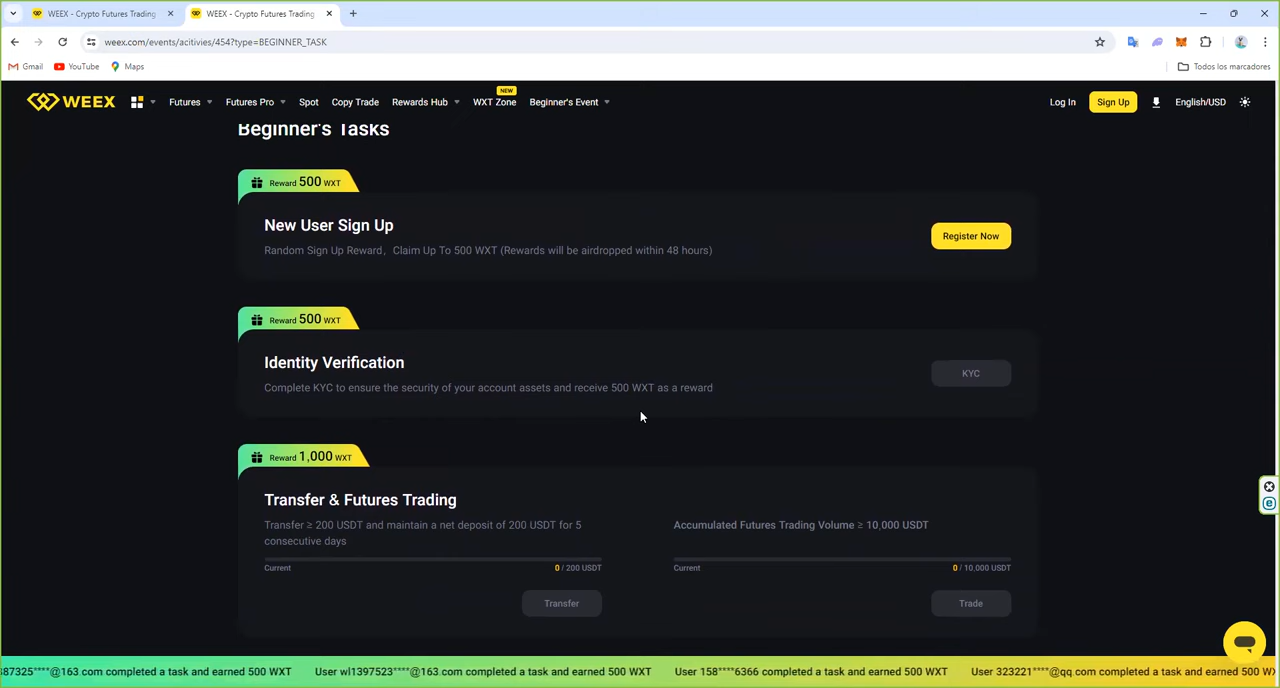 WEEX - Crypto Futures Trading
WEEX - Crypto Futures Trading
weex.com/events/acitivies/454?type=BEGINNER_TASK
Gmail
YouTube
Maps
Todos los marcadores
WEEX
Futures
Futures Pro
Spot
Copy Trade
Rewards Hub
NEW
WXT Zone
Beginner's Event
Log In
Sign Up
English/USD
Beginner's Tasks
Reward 500 WXT
New User Sign Up
Random Sign Up Reward, Claim Up To 500 WXT (Rewards will be airdropped within 48 hours)
Register Now
Reward 500 WXT
Identity Verification
Complete KYC to ensure the security of your account assets and receive 500 WXT as a reward
KYC
Reward 1,000 WXT
Transfer & Futures Trading
Transfer ≥ 200 USDT and maintain a net deposit of 200 USDT for 5
consecutive days
Current 0 / 200 USDT
Transfer
Accumulated Futures Trading Volume ≥ 10,000 USDT
Current 0 / 10,000 USDT
Trade
387325****@163.com completed a task and earned 500 WXT User wl1397523****@163.com completed a task and earned 500 WXT User 158****6366 completed a task and earned 500 WXT User 323221****@qq.com completed a task and earned 500